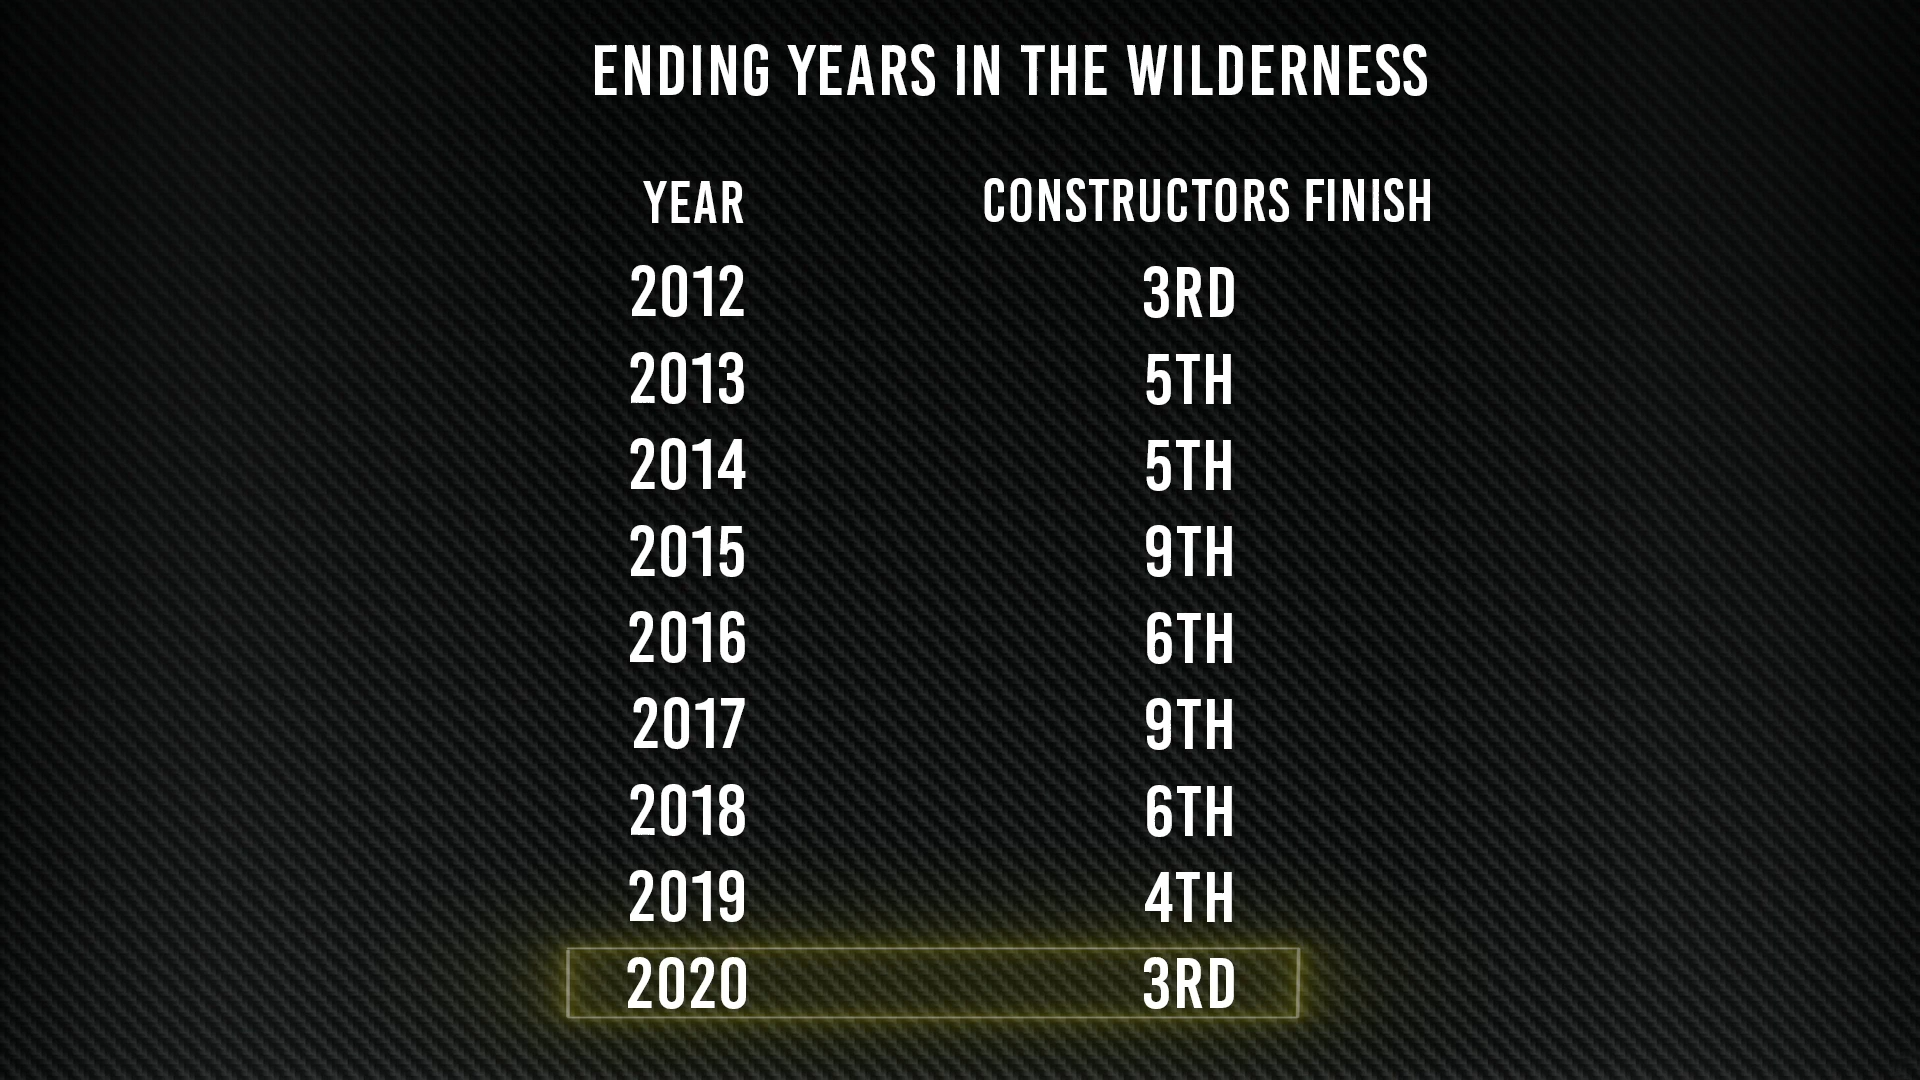 ENDING YEARS IN THE WILDERNESS
YEAR CONSTRUCTORS FINISH
2012 3RD
2013 5TH
2014 5TH
2015 9TH
2016 6TH
2017 9TH
2018 6TH
2019 4TH
2020 3RD